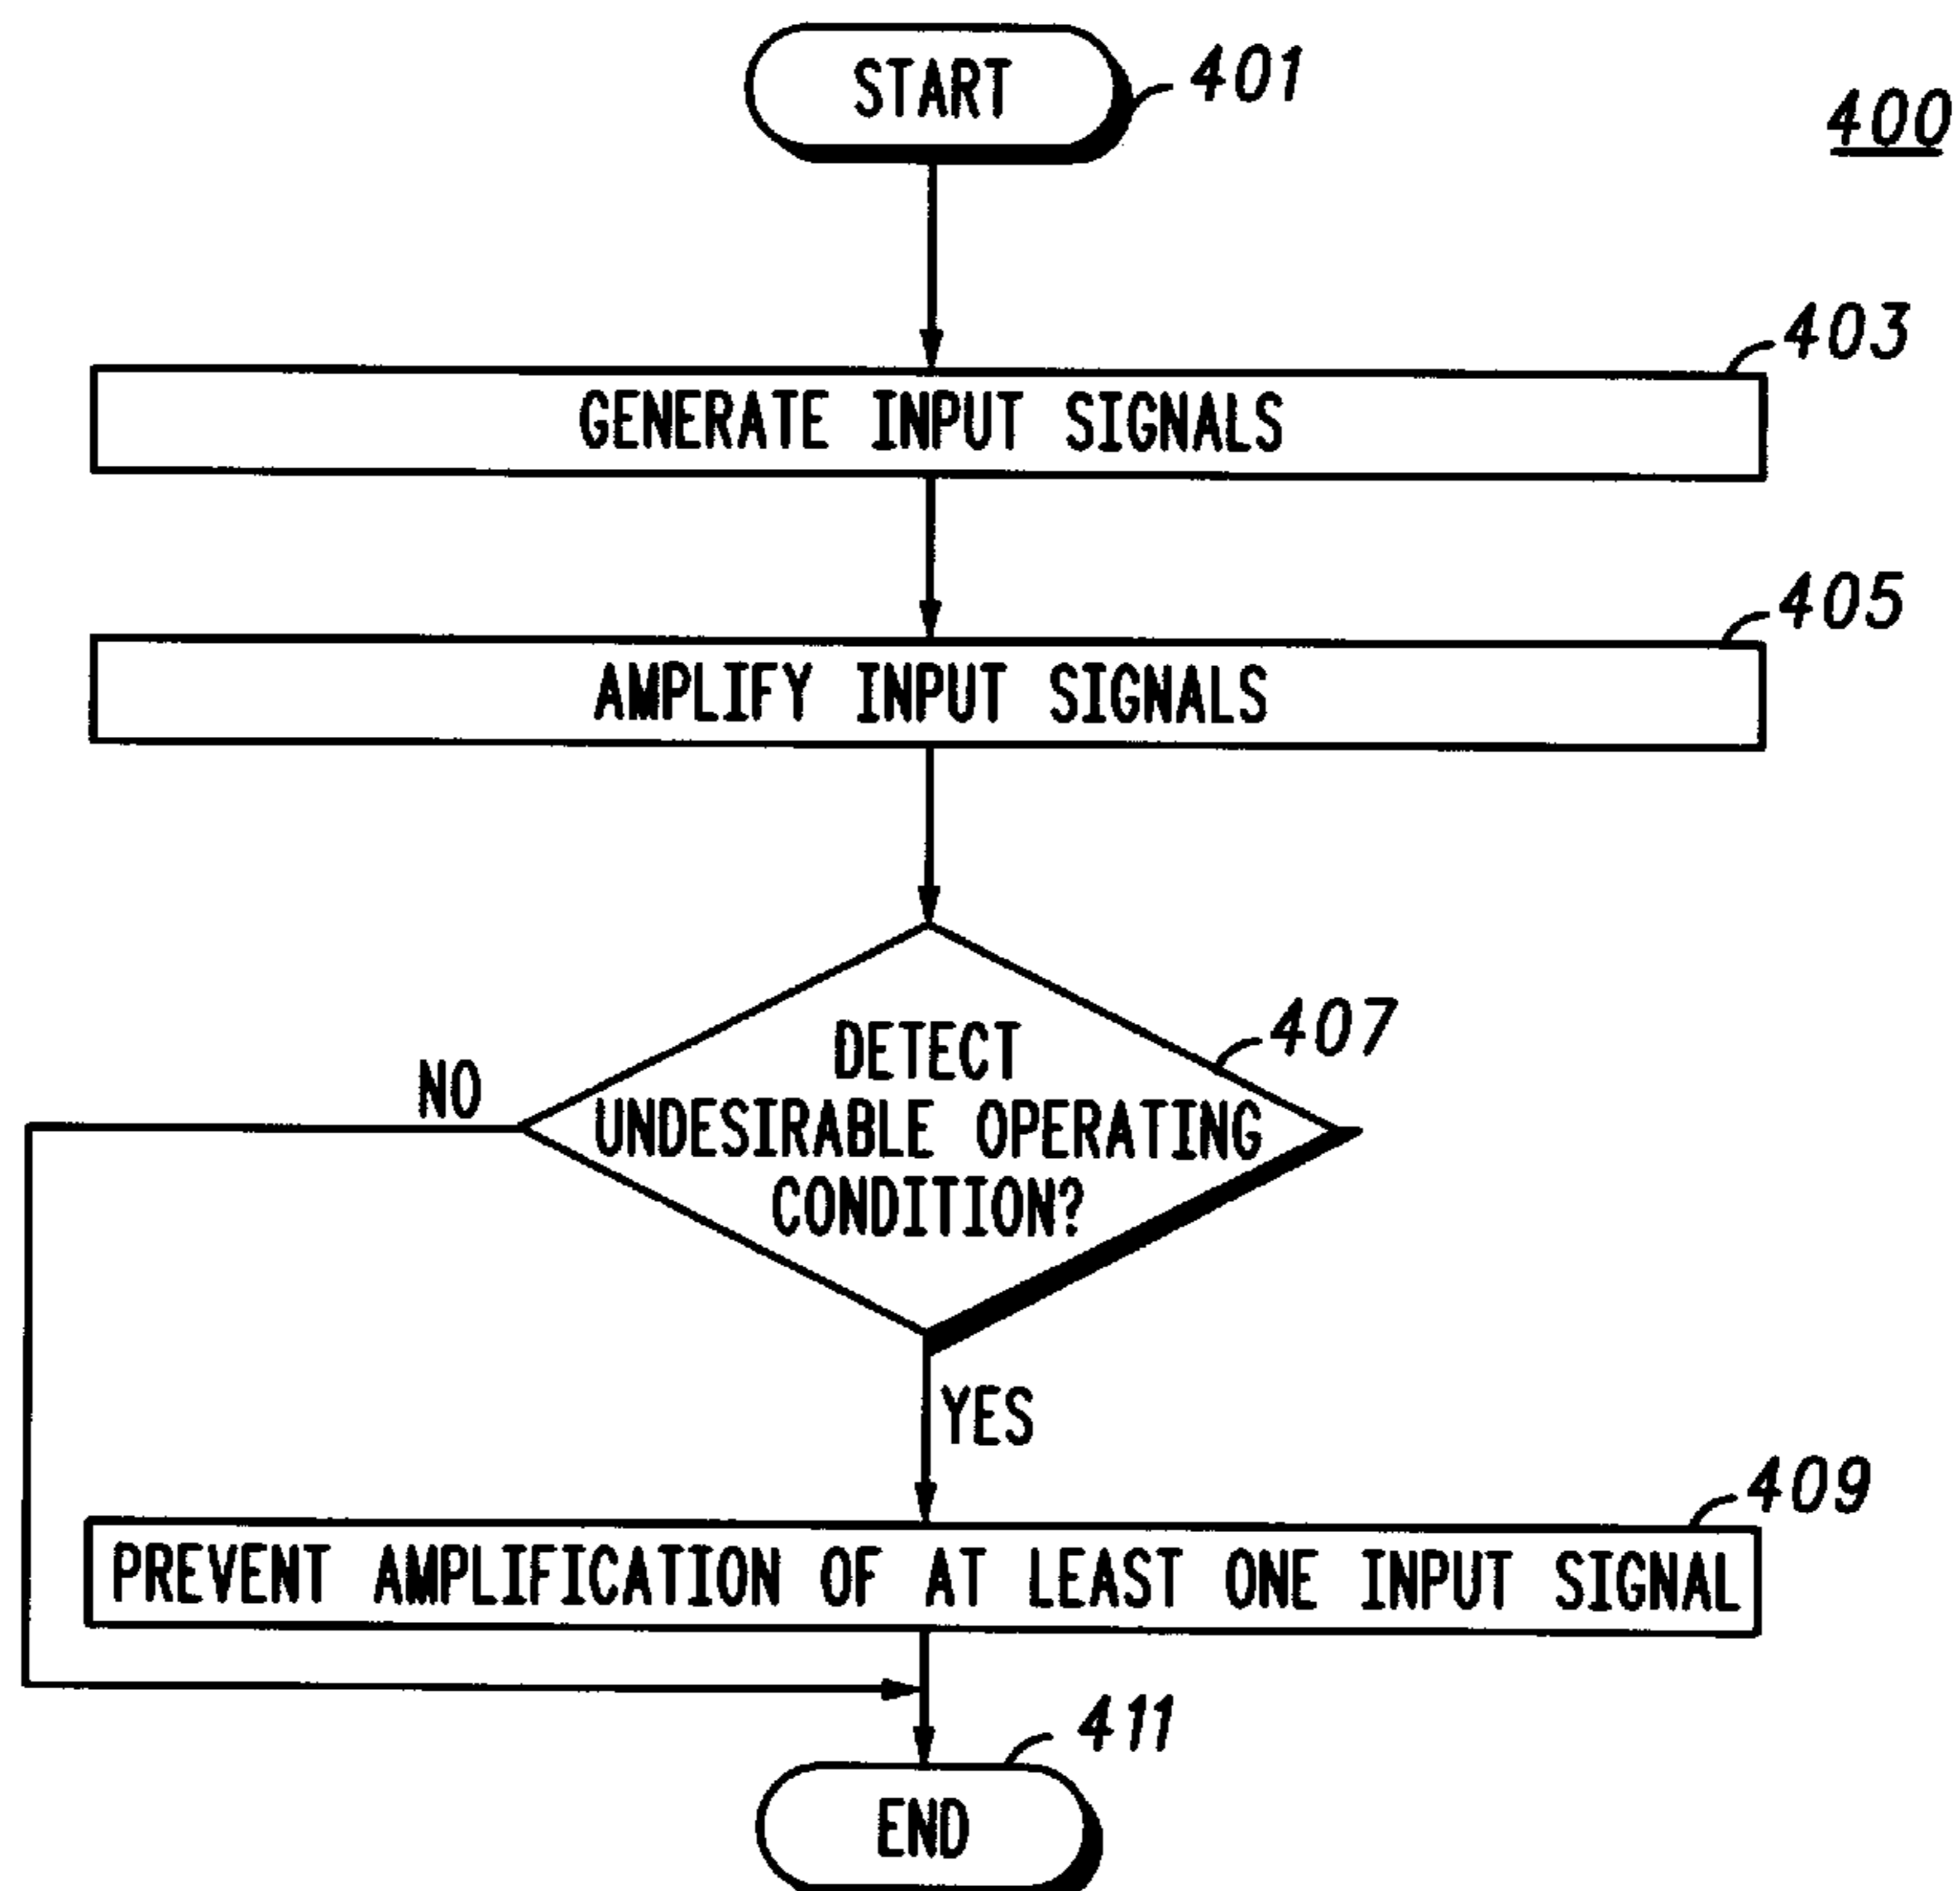 START
401
400
403
GENERATE INPUT SIGNALS
405
AMPLIFY INPUT SIGNALS
407
DETECT
UNDESIRABLE OPERATING
CONDITION?
NO
YES
409
PREVENT AMPLIFICATION OF AT LEAST ONE INPUT SIGNAL
411
END